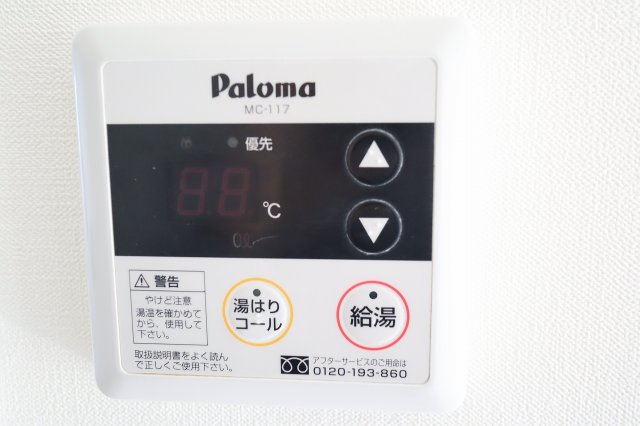 Paloma
MC-117
優先
℃
⚠ 警告
やけど注意
湯温を確かめて
から、使用して
下さい。
取扱説明書をよく読ん
で正しくご使用下さい。
湯はり
コール
給湯
アフターサービスのご用命は
0120-193-860